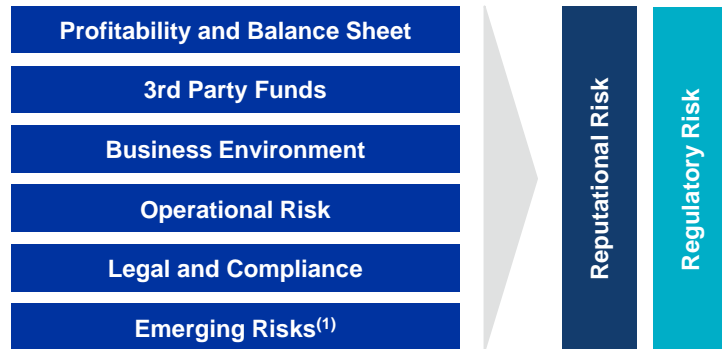 Profitability and Balance Sheet
3rd Party Funds
Business Environment
Operational Risk
Legal and Compliance
Emerging Risks(1)
Reputational Risk
Regulatory Risk